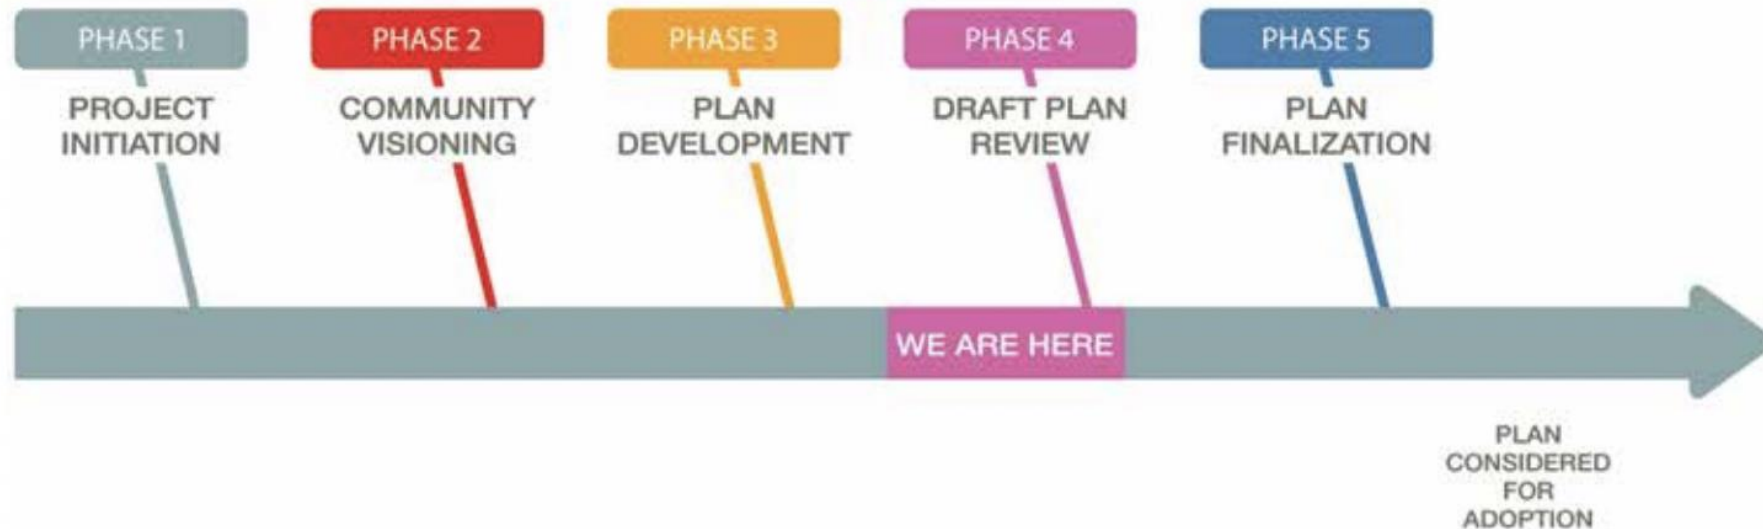 PHASE 1
PROJECT
INITIATION
PHASE 2
COMMUNITY
VISIONING
PHASE 3
PLAN
DEVELOPMENT
PHASE 4
DRAFT PLAN
REVIEW
PHASE 5
PLAN
FINALIZATION
WE ARE HERE
PLAN
CONSIDERED
FOR
ADOPTION